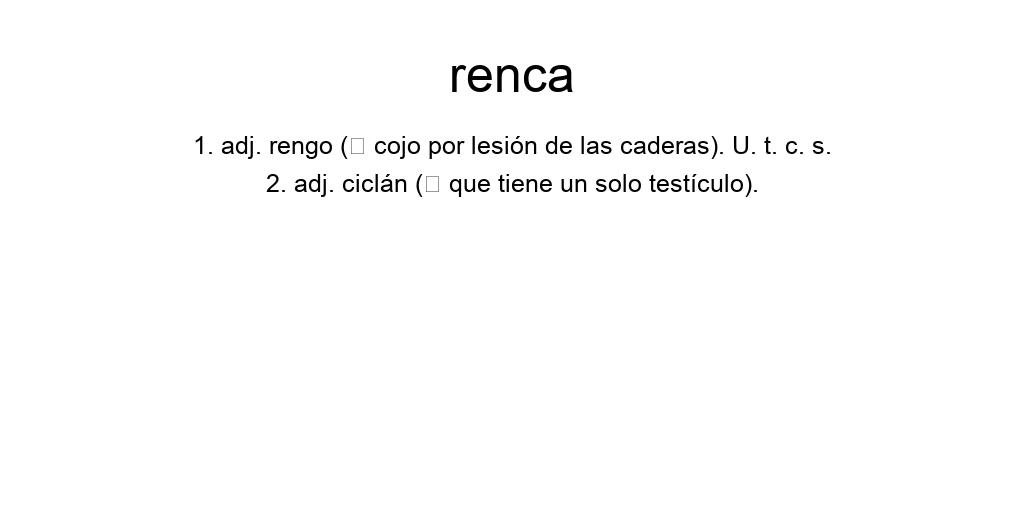 renca
1. adj. rengo (□ cojo por lesión de las caderas). U. t. c. s.
2. adj. ciclán (□ que tiene un solo testículo).